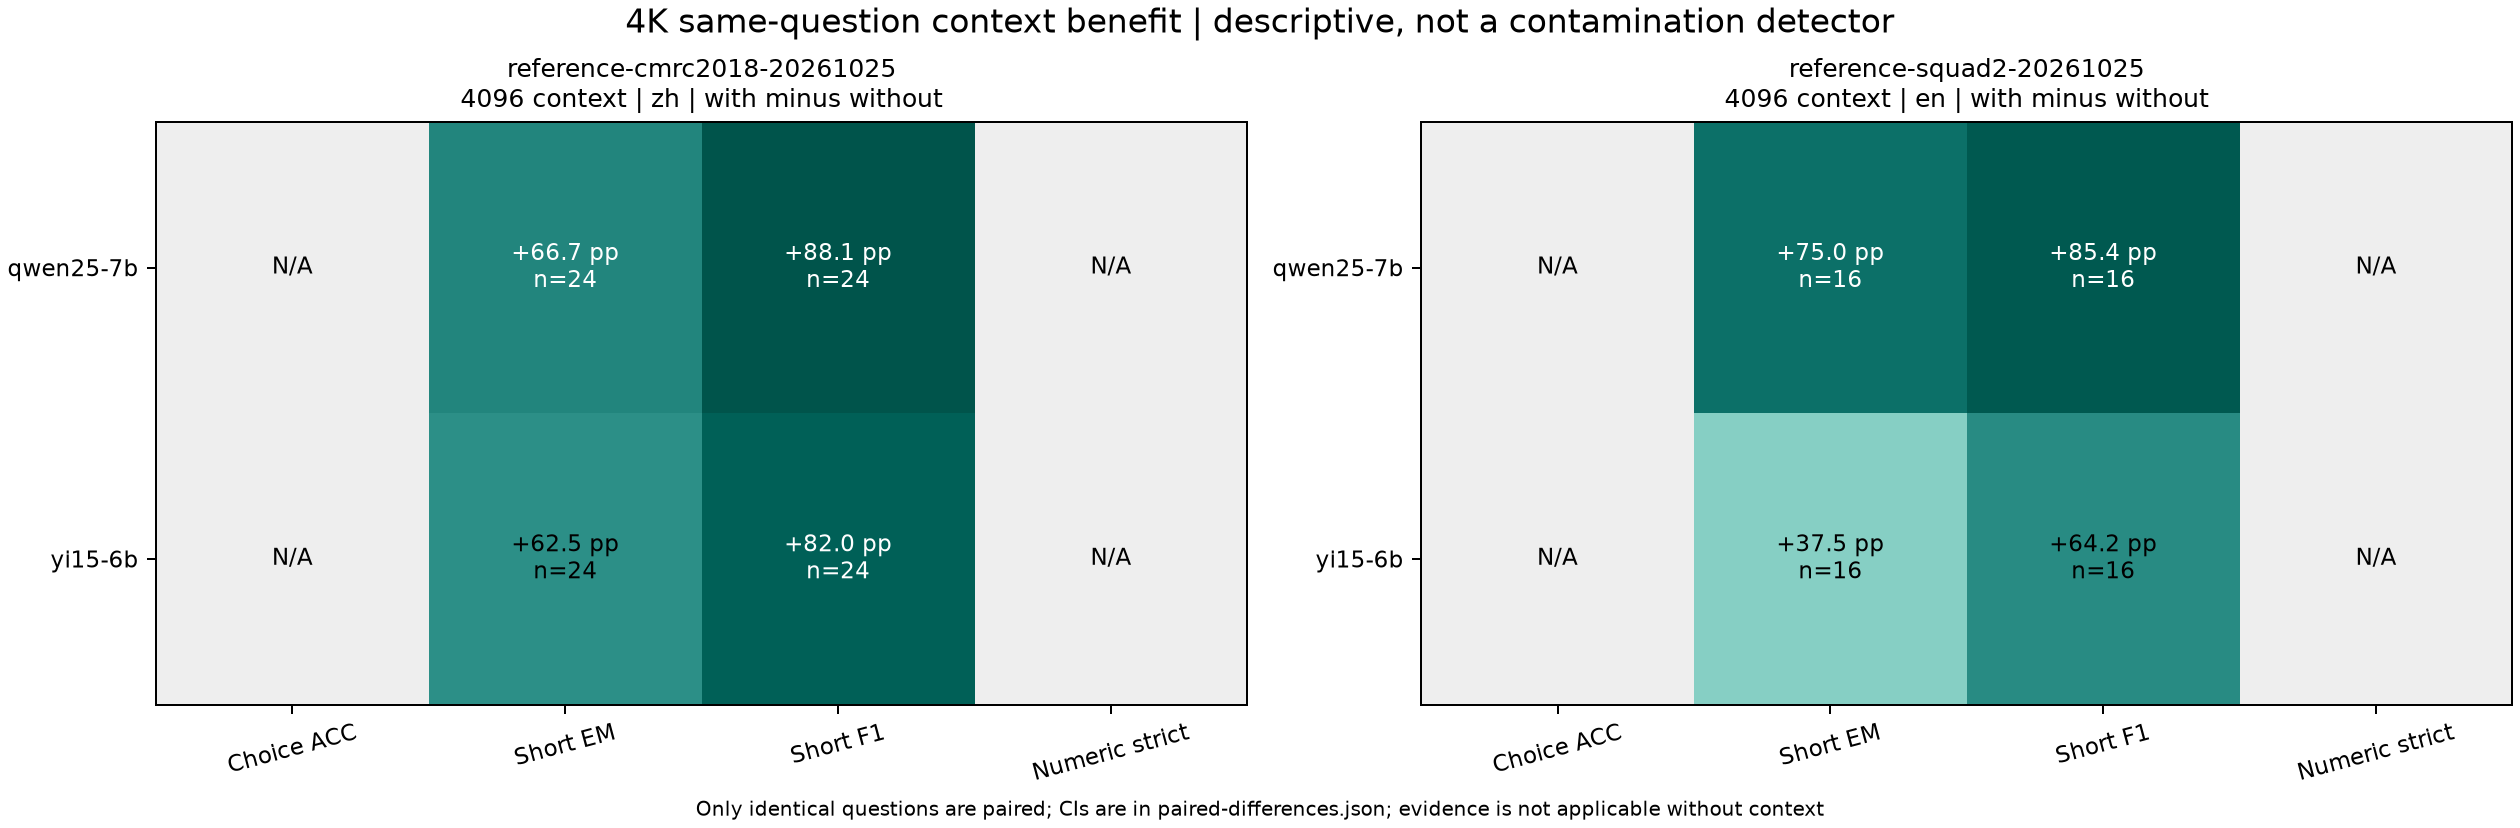 4K same-question context benefit | descriptive, not a contamination detector
reference-cmrc2018-20261025
4096 context | zh | with minus without
qwen25-7b
N/A
+66.7 pp
n=24
+88.1 pp
n=24
N/A
yi15-6b
N/A
+62.5 pp
n=24
+82.0 pp
n=24
N/A
Choice ACC
Short EM
Short F1
Numeric strict
reference-squad2-20261025
4096 context | en | with minus without
qwen25-7b
N/A
+75.0 pp
n=16
+85.4 pp
n=16
N/A
yi15-6b
N/A
+37.5 pp
n=16
+64.2 pp
n=16
N/A
Choice ACC
Short EM
Short F1
Numeric strict
Only identical questions are paired; CIs are in paired-differences.json; evidence is not applicable without context